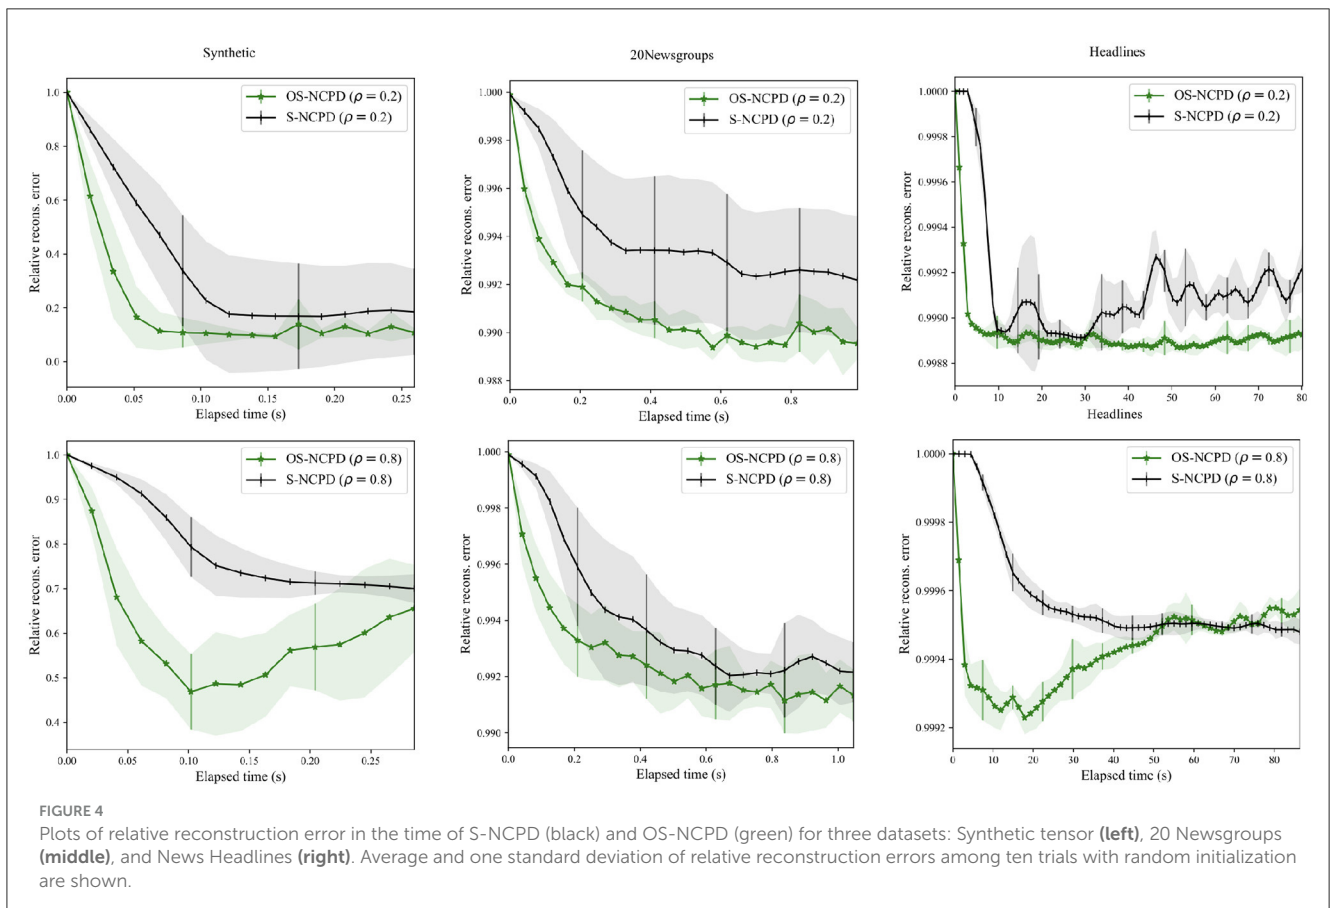 Synthetic
1.0
0.8
0.6
0.4
0.2
0.0
Relative recons. error
OS-NCPD (ρ = 0.2)
S-NCPD (ρ = 0.2)
0.00 0.05 0.10 0.15 0.20 0.25
Elapsed time (s)
20Newsgroups
1.000
0.998
0.996
0.994
0.992
0.990
0.988
Relative recons. error
OS-NCPD (ρ = 0.2)
S-NCPD (ρ = 0.2)
0.0 0.2 0.4 0.6 0.8
Elapsed time (s)
Headlines
1.0000
0.9998
0.9996
0.9994
0.9992
0.9990
0.9988
Relative recons. error
OS-NCPD (ρ = 0.2)
S-NCPD (ρ = 0.2)
0 10 20 30 40 50 60 70 80
Headlines
1.0
0.9
0.8
0.7
0.6
0.5
0.4
Relative recons. error
OS-NCPD (ρ = 0.8)
S-NCPD (ρ = 0.8)
0.00 0.05 0.10 0.15 0.20 0.25
Elapsed time (s)
1.000
0.998
0.996
0.994
0.992
0.990
Relative recons. error
OS-NCPD (ρ = 0.8)
S-NCPD (ρ = 0.8)
0.0 0.2 0.4 0.6 0.8 1.0
Elapsed time (s)
1.0000
0.9998
0.9996
0.9994
0.9992
Relative recons. error
OS-NCPD (ρ = 0.8)
S-NCPD (ρ = 0.8)
0 10 20 30 40 50 60 70 80
Elapsed time (s)
FIGURE 4
Plots of relative reconstruction error in the time of S-NCPD (black) and OS-NCPD (green) for three datasets: Synthetic tensor (left), 20 Newsgroups
(middle), and News Headlines (right). Average and one standard deviation of relative reconstruction errors among ten trials with random initialization
are shown.